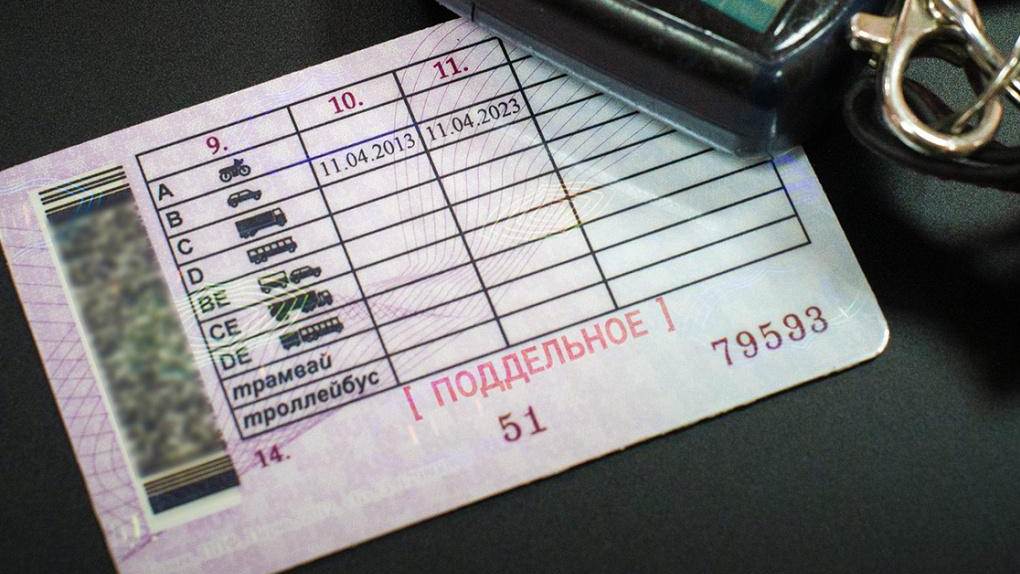 9. 10. 11.
A 11.04.2013 11.04.2023
B
C
D
BE
CE
DE
трамвай
троллейбус
[ ПОДДЕЛЬНОЕ ]
14. 51 79593